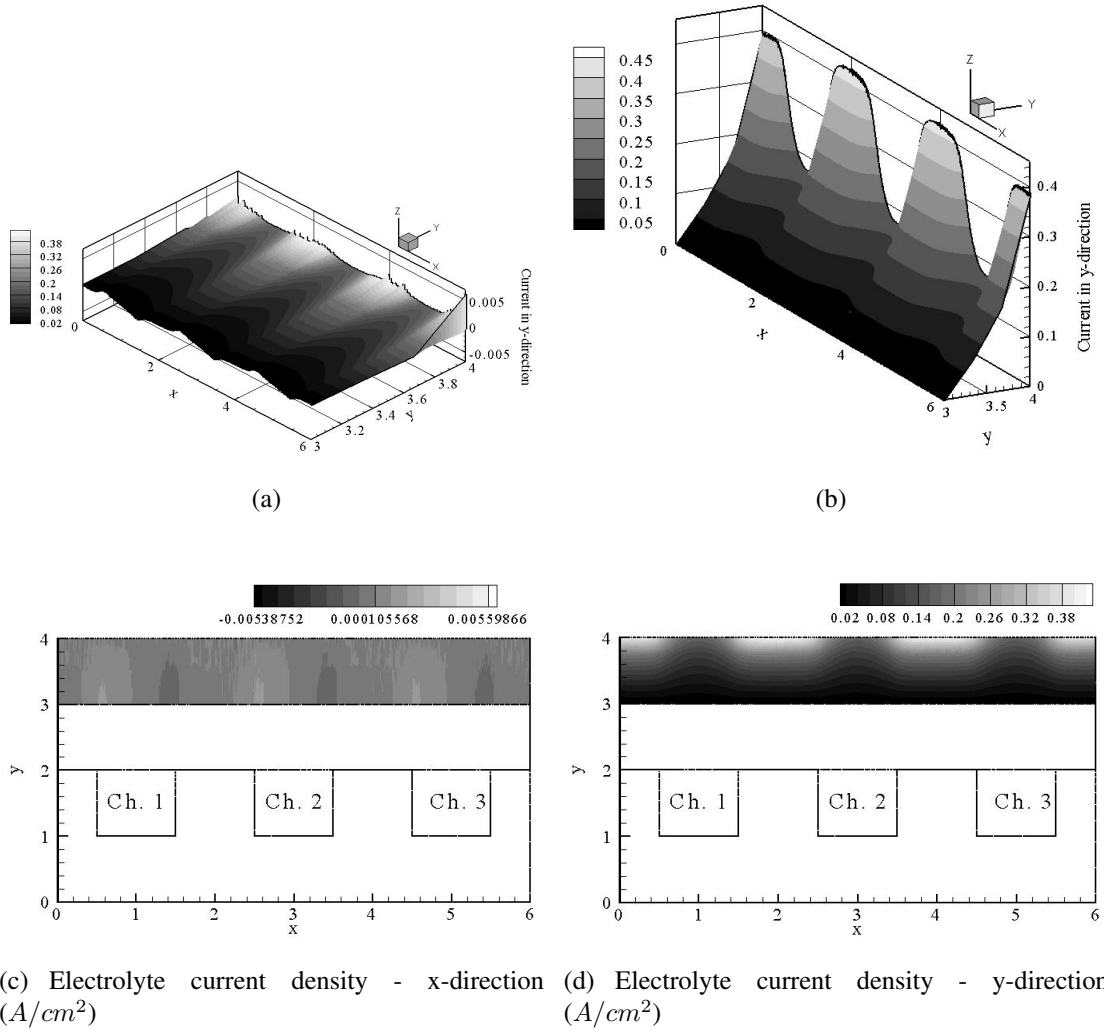 0.38
0.32
0.26
0.2
0.14
0.08
0.02
Z
Y
X
0.005
0
-0.005
Current in y-direction
0
2
4
6
x
3
3.2
3.4
3.6
3.8
4
y
(a)
0.45
0.4
0.35
0.3
0.25
0.2
0.15
0.1
0.05
Z
Y
X
0.4
0.3
0.2
0.1
0
Current in y-direction
0
2
4
6
x
3
3.5
4
y
(b)
-0.00538752 0.000105568 0.00559866
4
3
2
1
0
y
Ch. 1 Ch. 2 Ch. 3
0 1 2 3 4 5 6
x
(c) Electrolyte current density - x-direction
(A/cm²)
0.02 0.08 0.14 0.2 0.26 0.32 0.38
4
3
2
1
0
y
Ch. 1 Ch. 2 Ch. 3
0 1 2 3 4 5 6
x
(d) Electrolyte current density - y-direction
(A/cm²)